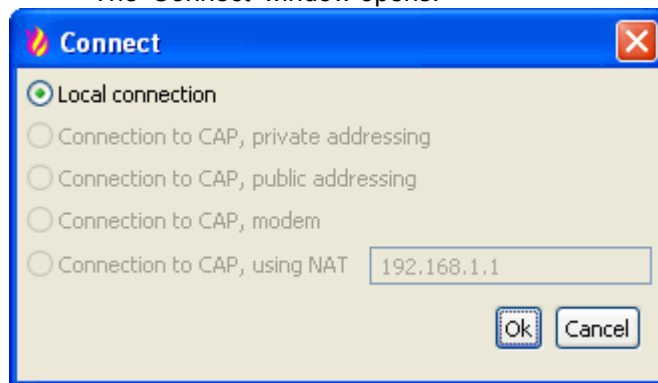 The "Connect" window opens.
Connect
Local connection
Connection to CAP, private addressing
Connection to CAP, public addressing
Connection to CAP, modem
Connection to CAP, using NAT 192.168.1.1
Ok Cancel